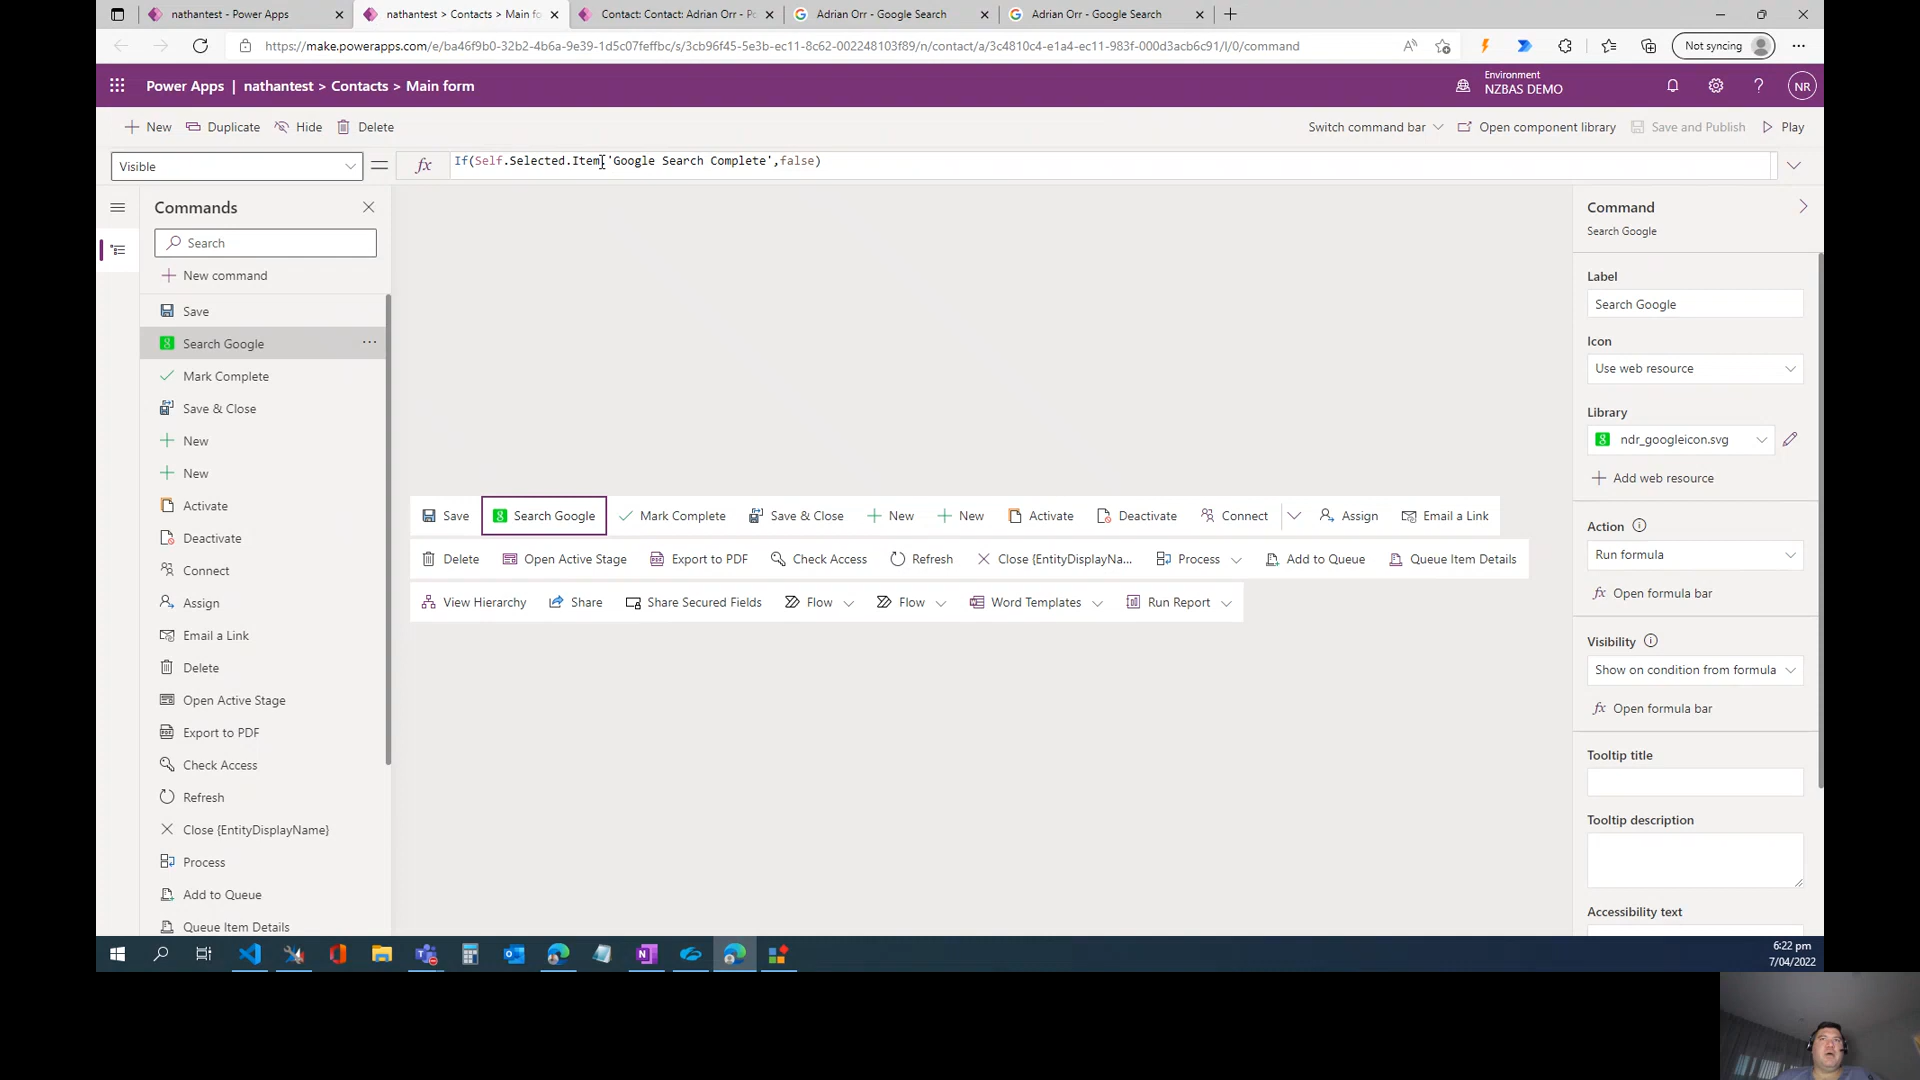 nathantest - Power Apps
nathantest > Contacts > Main fo
Contact: Contact: Adrian Orr - Po
Adrian Orr - Google Search
Adrian Orr - Google Search
https://make.powerapps.com/e/ba46f9b0-32b2-4b6a-9e39-1d5c07feffbc/s/3cb96f45-5e3b-ec11-8c62-002248103f89/n/contact/a/3c4810c4-e1a4-ec11-983f-000d3acb6c91/l/0/command
Not syncing
Power Apps | nathantest > Contacts > Main form
Environment
NZBAS DEMO
NR
New
Duplicate
Hide
Delete
Switch command bar
Open component library
Save and Publish
Play
Visible
=
fx
If(Self.Selected.Item.'Google Search Complete',false)
Commands
Search
New command
Save
Search Google
Mark Complete
Save & Close
New
New
Activate
Deactivate
Connect
Assign
Email a Link
Delete
Open Active Stage
Export to PDF
Check Access
Refresh
Close {EntityDisplayName}
Process
Add to Queue
Queue Item Details
Save
Search Google
Mark Complete
Save & Close
New
New
Activate
Deactivate
Connect
Assign
Email a Link
Delete
Open Active Stage
Export to PDF
Check Access
Refresh
Close {EntityDisplayNa...
Process
Add to Queue
Queue Item Details
View Hierarchy
Share
Share Secured Fields
Flow
Flow
Word Templates
Run Report
Command
Search Google
Label
Search Google
Icon
Use web resource
Library
ndr_googleicon.svg
Add web resource
Action
Run formula
fx Open formula bar
Visibility
Show on condition from formula
fx Open formula bar
Tooltip title
Tooltip description
Accessibility text
6:22 pm
7/04/2022